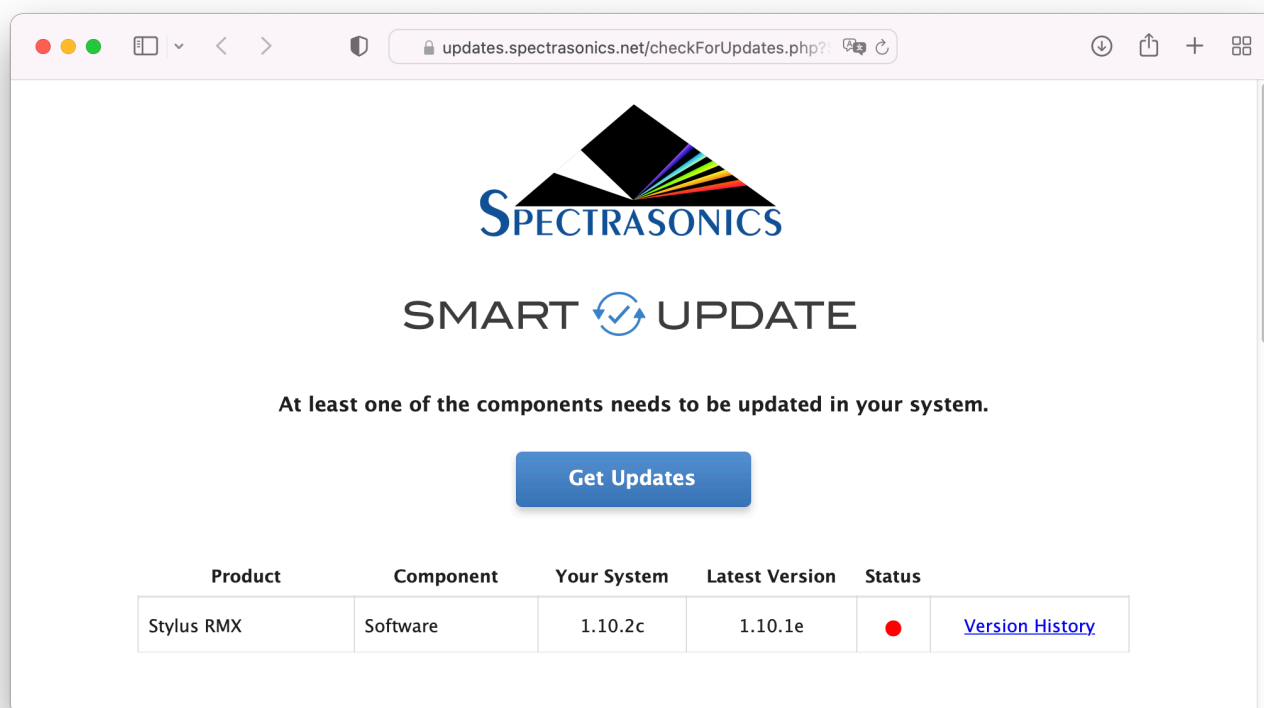 updates.spectrasonics.net/checkForUpdates.php?
SPECTRASONICS
SMART UPDATE
At least one of the components needs to be updated in your system.
Get Updates
Product Component Your System Latest Version Status
Stylus RMX Software 1.10.2c 1.10.1e Version History